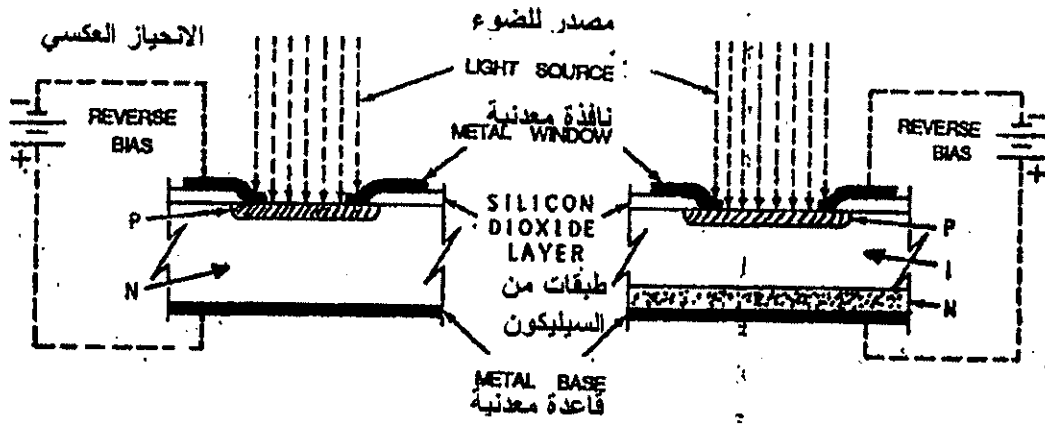 مصدر للضوء
الانحياز العكسي
LIGHT SOURCE
نافذة معدنية
METAL WINDOW
REVERSE
BIAS
REVERSE
BIAS
−
+
−
+
P
N
SILICON
DIOXIDE
LAYER
طبقات من
السيليكون
P
I
N
METAL BASE
قاعدة معدنية